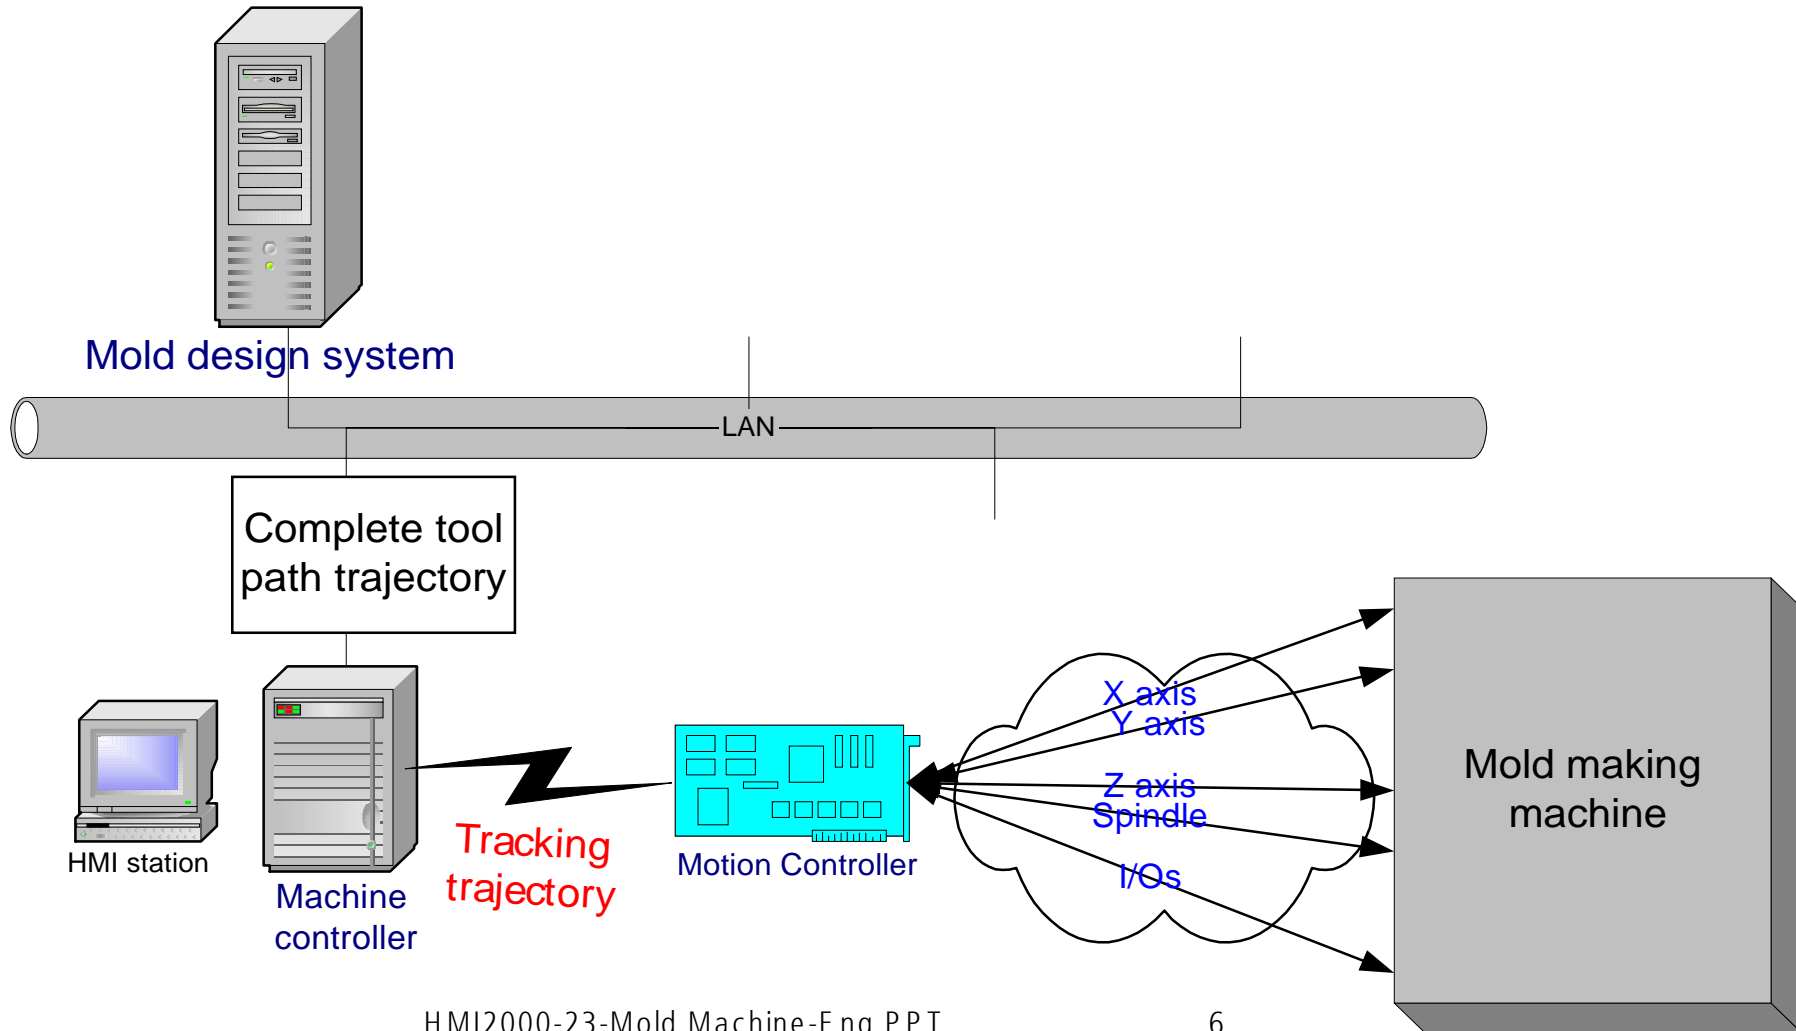 Mold design system
LAN
Complete tool
path trajectory
X axis
Y axis
Z axis
Spindle
I/Os
Mold making
machine
HMI station
Machine
controller
Tracking
trajectory
Motion Controller
HMI2000-23-Mold Machine-Eng.PPT
6